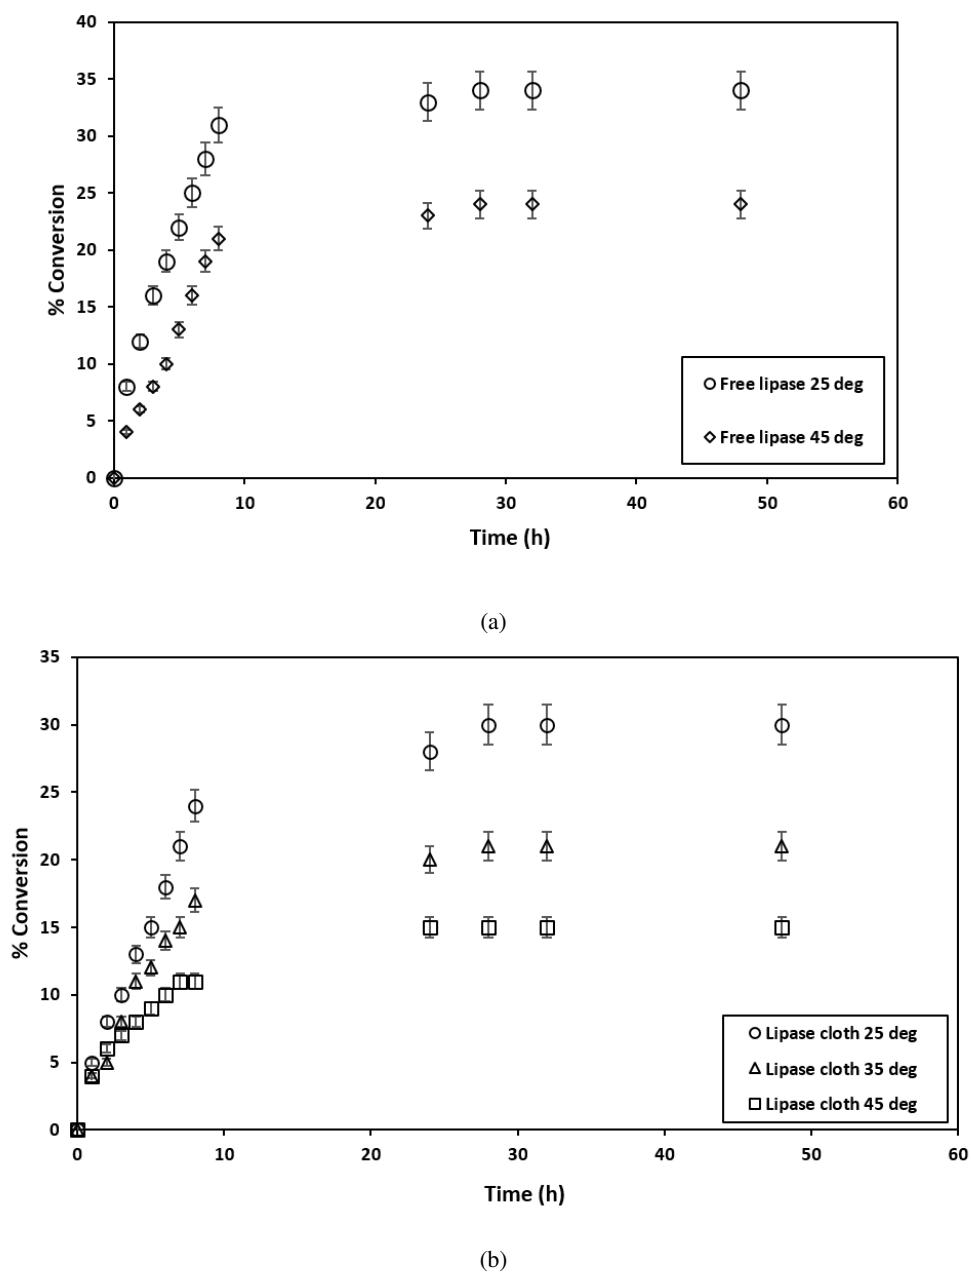 40
35
30
25
20
15
10
5
0
% Conversion
0 10 20 30 40 50 60
Time (h)
Free lipase 25 deg
Free lipase 45 deg
(a)
35
30
25
20
15
10
5
0
% Conversion
0 10 20 30 40 50 60
Time (h)
Lipase cloth 25 deg
Lipase cloth 35 deg
Lipase cloth 45 deg
(b)